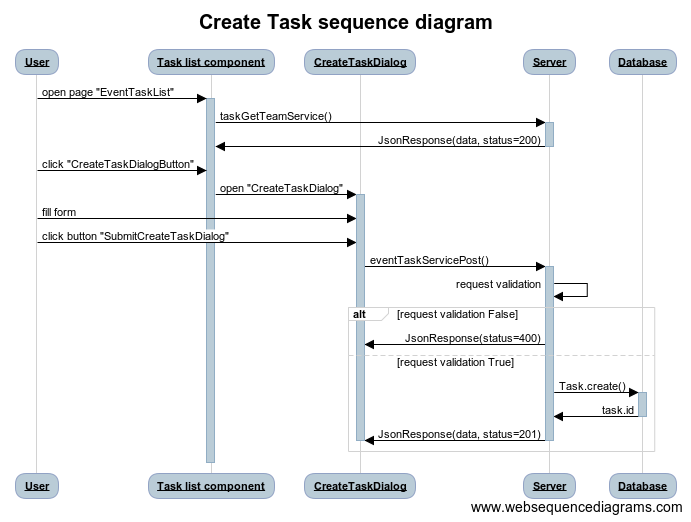 Create Task sequence diagram
User
Task list component
CreateTaskDialog
Server
Database
open page "EventTaskList"
taskGetTeamService()
JsonResponse(data, status=200)
click "CreateTaskDialogButton"
open "CreateTaskDialog"
fill form
click button "SubmitCreateTaskDialog"
eventTaskServicePost()
request validation
alt
[request validation False]
JsonResponse(status=400)
[request validation True]
Task.create()
task.id
JsonResponse(data, status=201)
User
Task list component
CreateTaskDialog
Server
Database
www.websequencediagrams.com